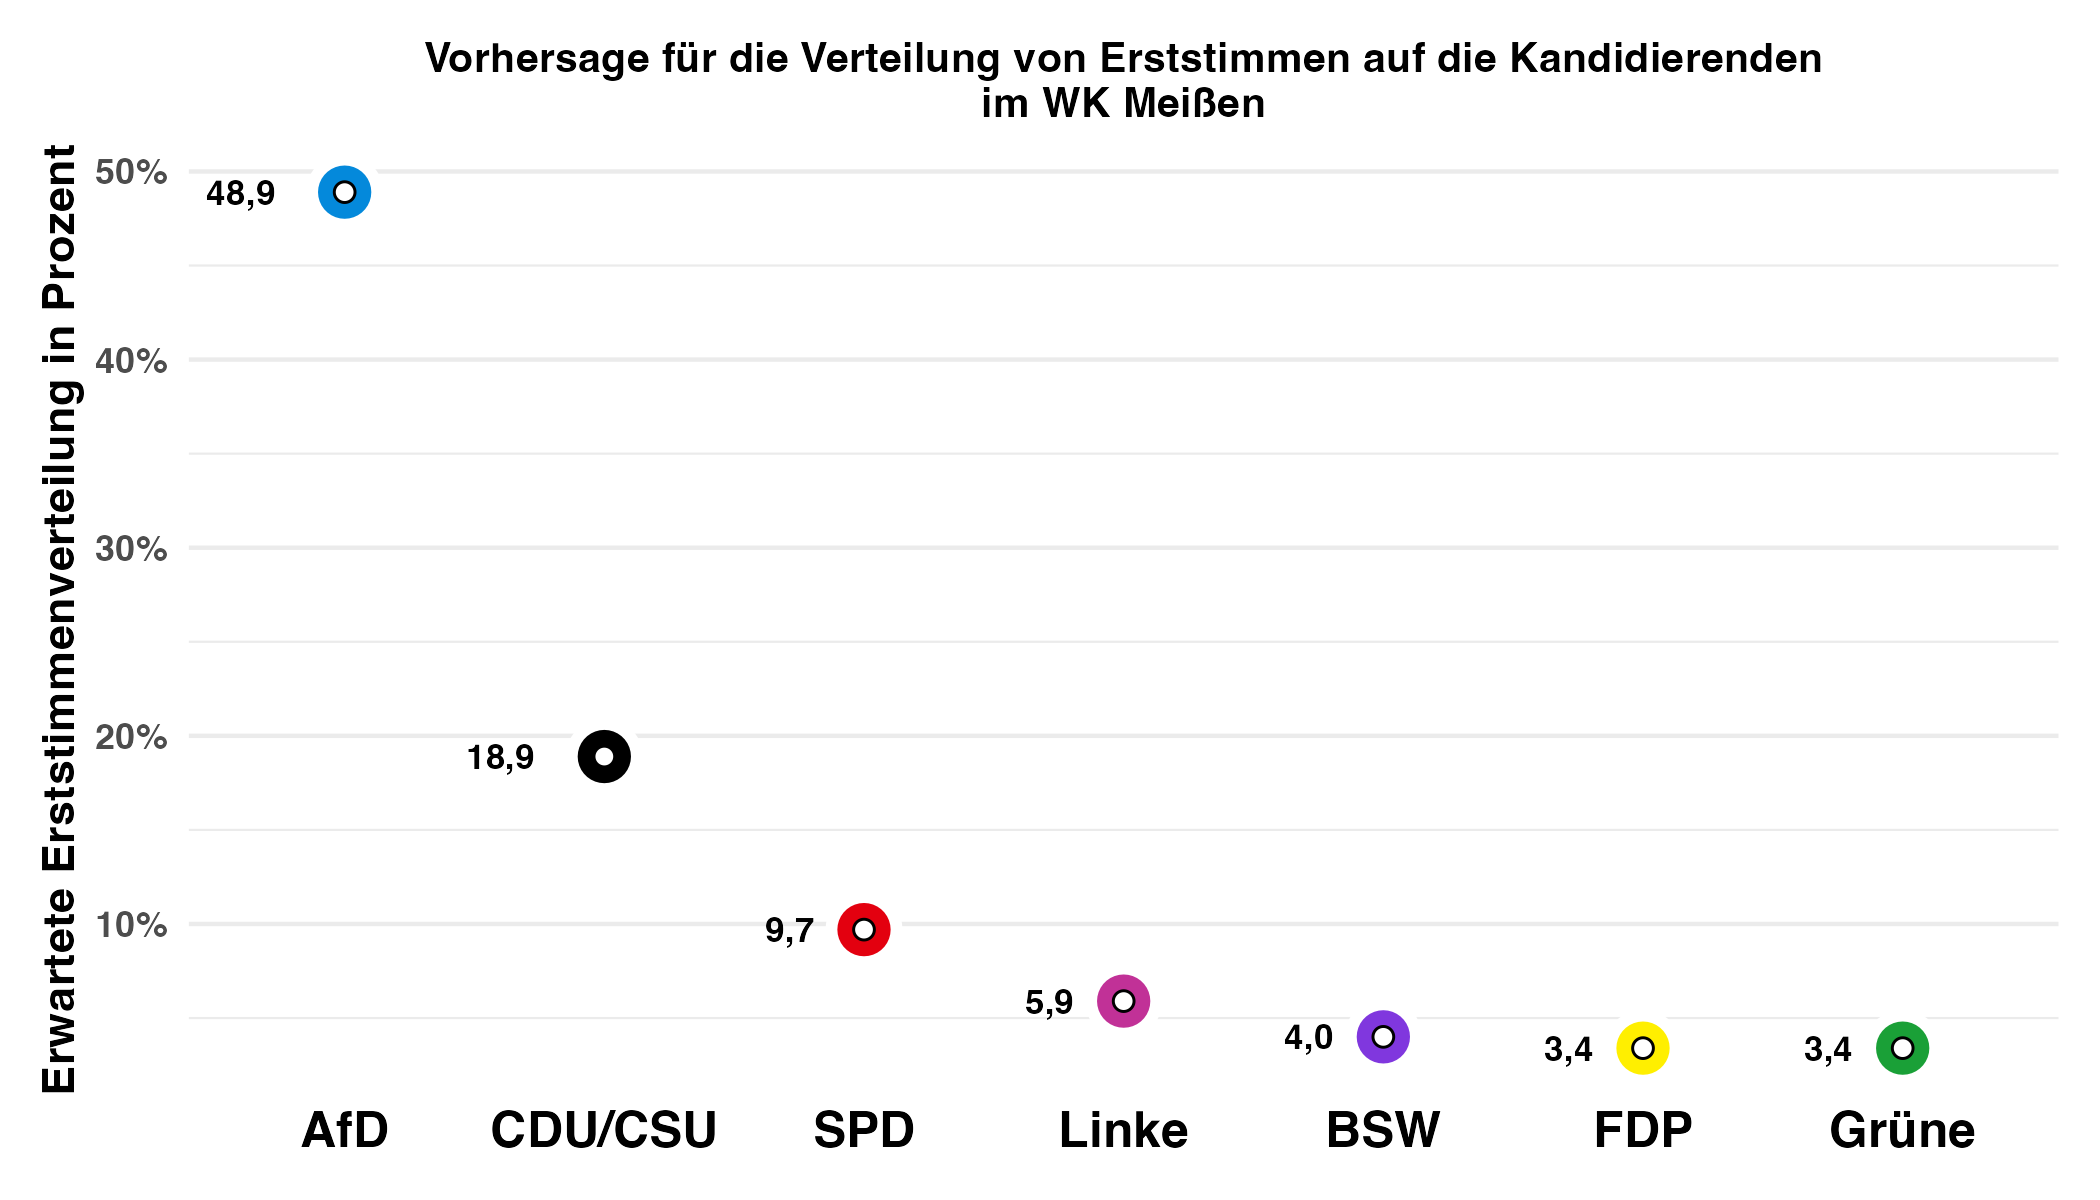 Vorhersage für die Verteilung von Erststimmen auf die Kandidierenden
im WK Meißen
Erwartete Erststimmenverteilung in Prozent
50%
40%
30%
20%
10%
48,9
18,9
9,7
5,9
4,0
3,4
3,4
AfD
CDU/CSU
SPD
Linke
BSW
FDP
Grüne